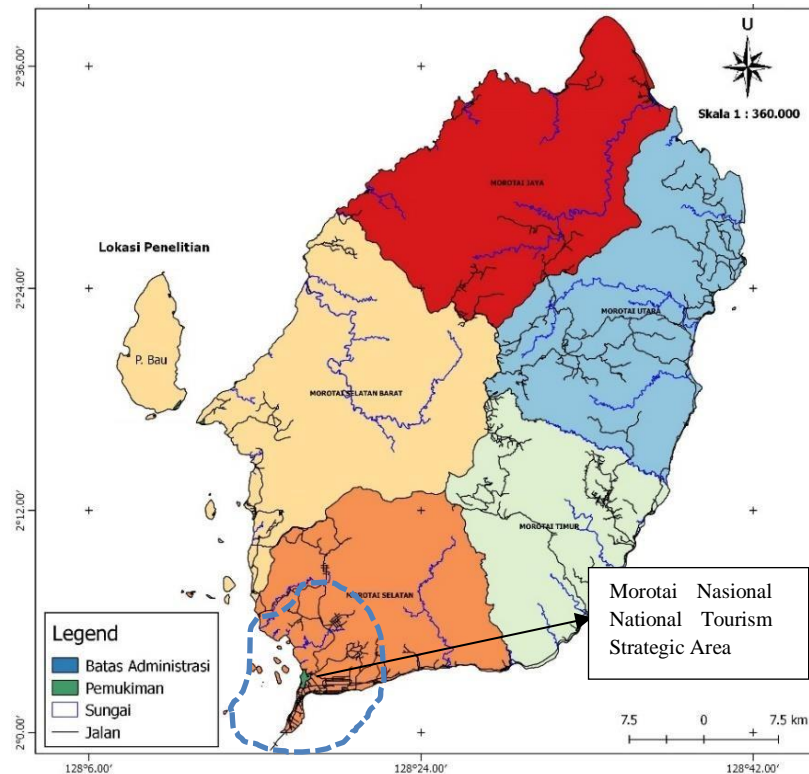 U
2°36.00'
Skala 1 : 360.000
MOROTAI JAYA
Lokasi Penelitian
2°24.00'
MOROTAI UTARA
P. Bau
MOROTAI SELATAN BARAT
2°12.00'
MOROTAI TIMUR
MOROTAI SELATAN
Morotai Nasional
National Tourism
Strategic Area
Legend
Batas Administrasi
Pemukiman
Sungai
Jalan
7.5 0 7.5 km
2°0.00'
128°6.00' 128°24.00' 128°42.00'